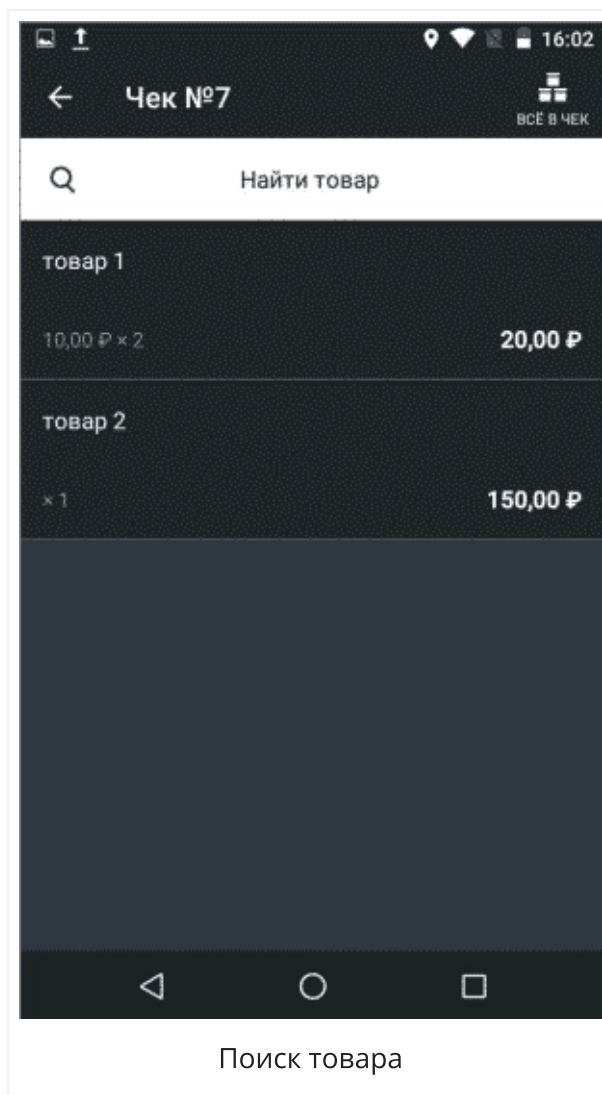 16:02
Чек №7
ВСЁ В ЧЕК
Найти товар
товар 1
10,00 ₽ × 2
20,00 ₽
товар 2
× 1
150,00 ₽
Поиск товара